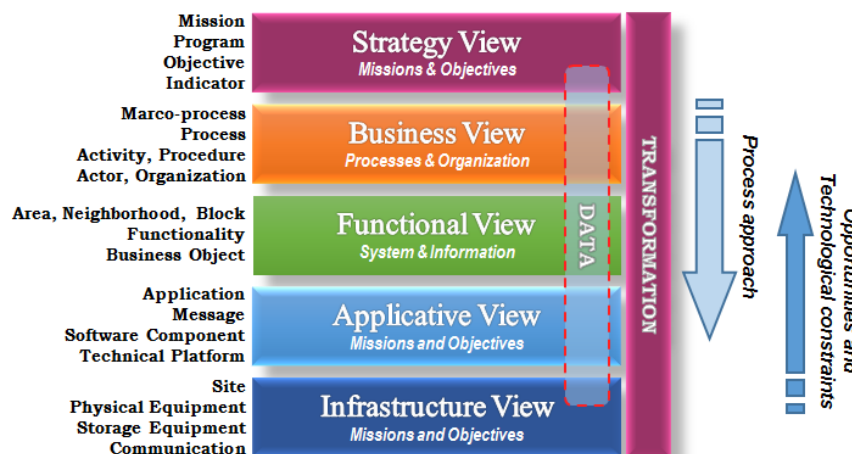 Mission
Program
Objective
Indicator
Strategy View
Missions & Objectives
Marco-process
Process
Activity, Procedure
Actor, Organization
Business View
Processes & Organization
Area, Neighborhood, Block
Functionality
Business Object
Functional View
System & Information
Application
Message
Software Component
Technical Platform
Applicative View
Missions and Objectives
Site
Physical Equipment
Storage Equipment
Communication
Infrastructure View
Missions and Objectives
DATA
TRANSFORMATION
Process approach
Opportunities and
Technological constraints